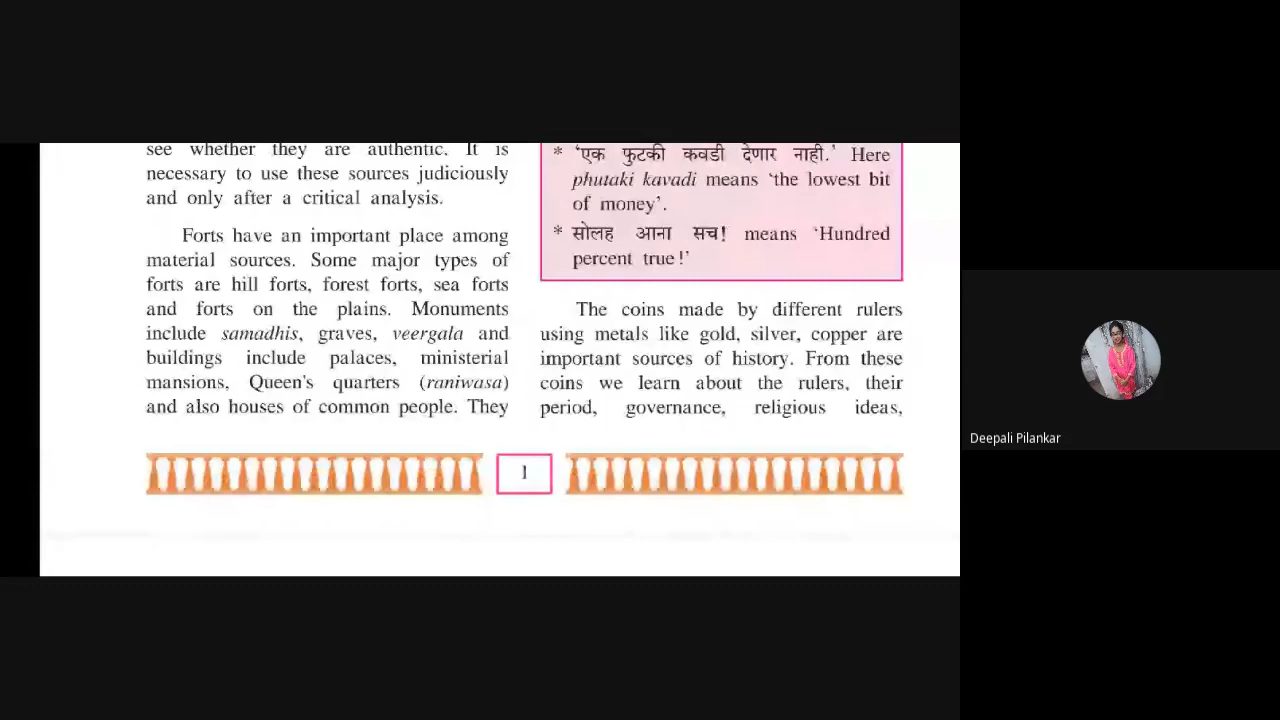 see whether they are authentic. It is
necessary to use these sources judiciously
and only after a critical analysis.
Forts have an important place among
material sources. Some major types of
forts are hill forts, forest forts, sea forts
and forts on the plains. Monuments
include samadhis, graves, veergala and
buildings include palaces, ministerial
mansions, Queen's quarters (raniwasa)
and also houses of common people. They
* ‘एक फुटकी कवडी देणार नाही.’ Here
phutaki kavadi means ‘the lowest bit
of money’.
* सोलह आना सच! means ‘Hundred
percent true!’
The coins made by different rulers
using metals like gold, silver, copper are
important sources of history. From these
coins we learn about the rulers, their
period, governance, religious ideas,
1
Deepali Pilankar